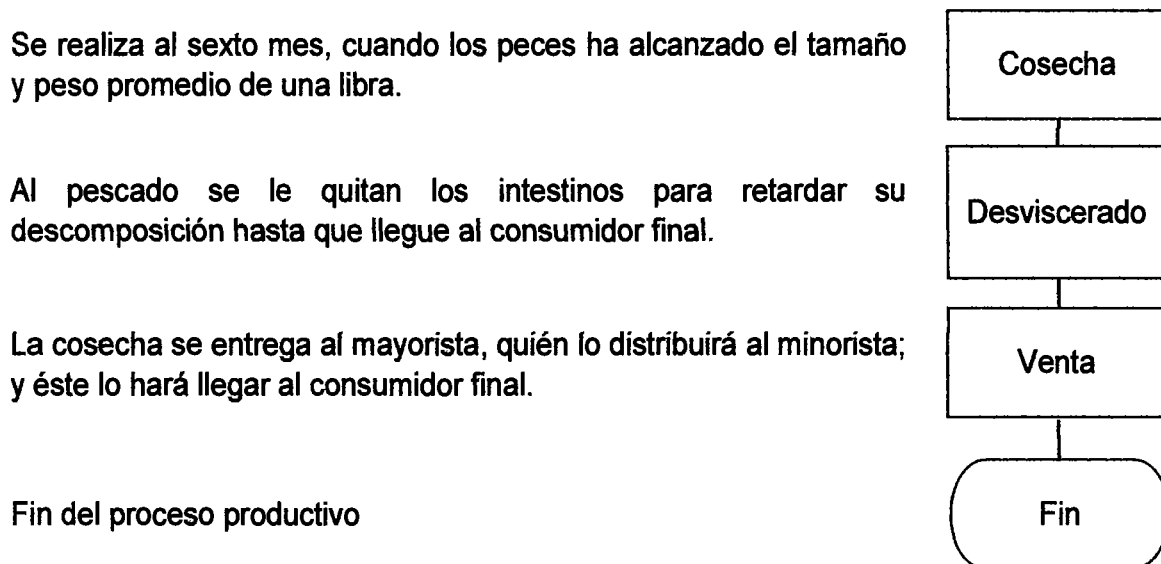 Se realiza al sexto mes, cuando los peces ha alcanzado el tamaño
y peso promedio de una libra.
Cosecha
Al pescado se le quitan los intestinos para retardar su
descomposición hasta que llegue al consumidor final.
Desviscerado
La cosecha se entrega al mayorista, quién lo distribuirá al minorista;
y éste lo hará llegar al consumidor final.
Venta
Fin del proceso productivo
Fin